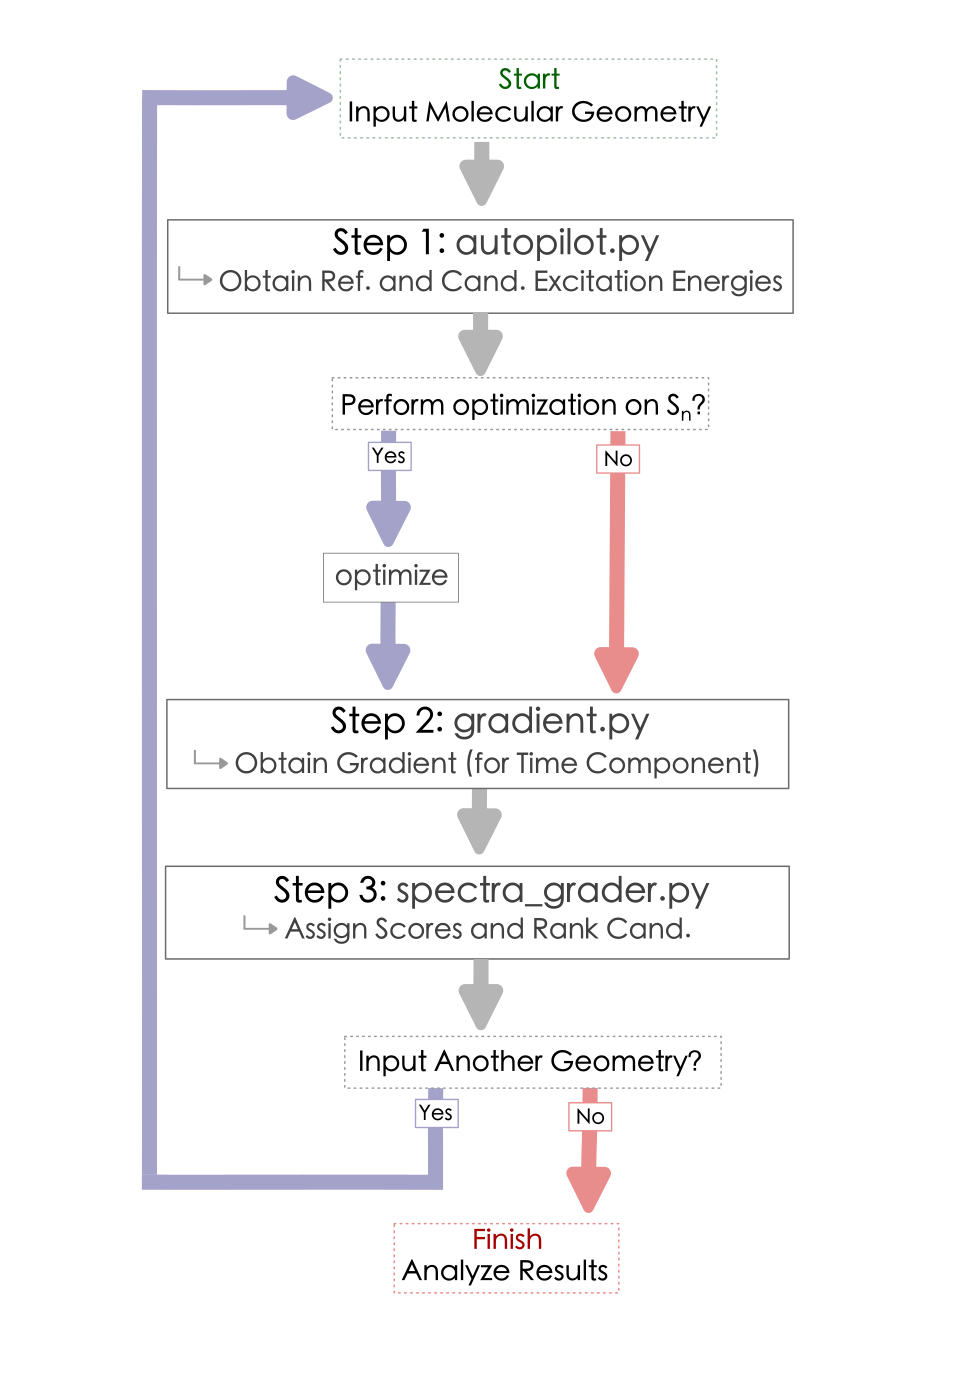 Start
Input Molecular Geometry
Step 1: autopilot.py
Obtain Ref. and Cand. Excitation Energies
Perform optimization on Sn?
Yes
No
optimize
Step 2: gradient.py
Obtain Gradient (for Time Component)
Step 3: spectra_grader.py
Assign Scores and Rank Cand.
Input Another Geometry?
Yes
No
Finish
Analyze Results